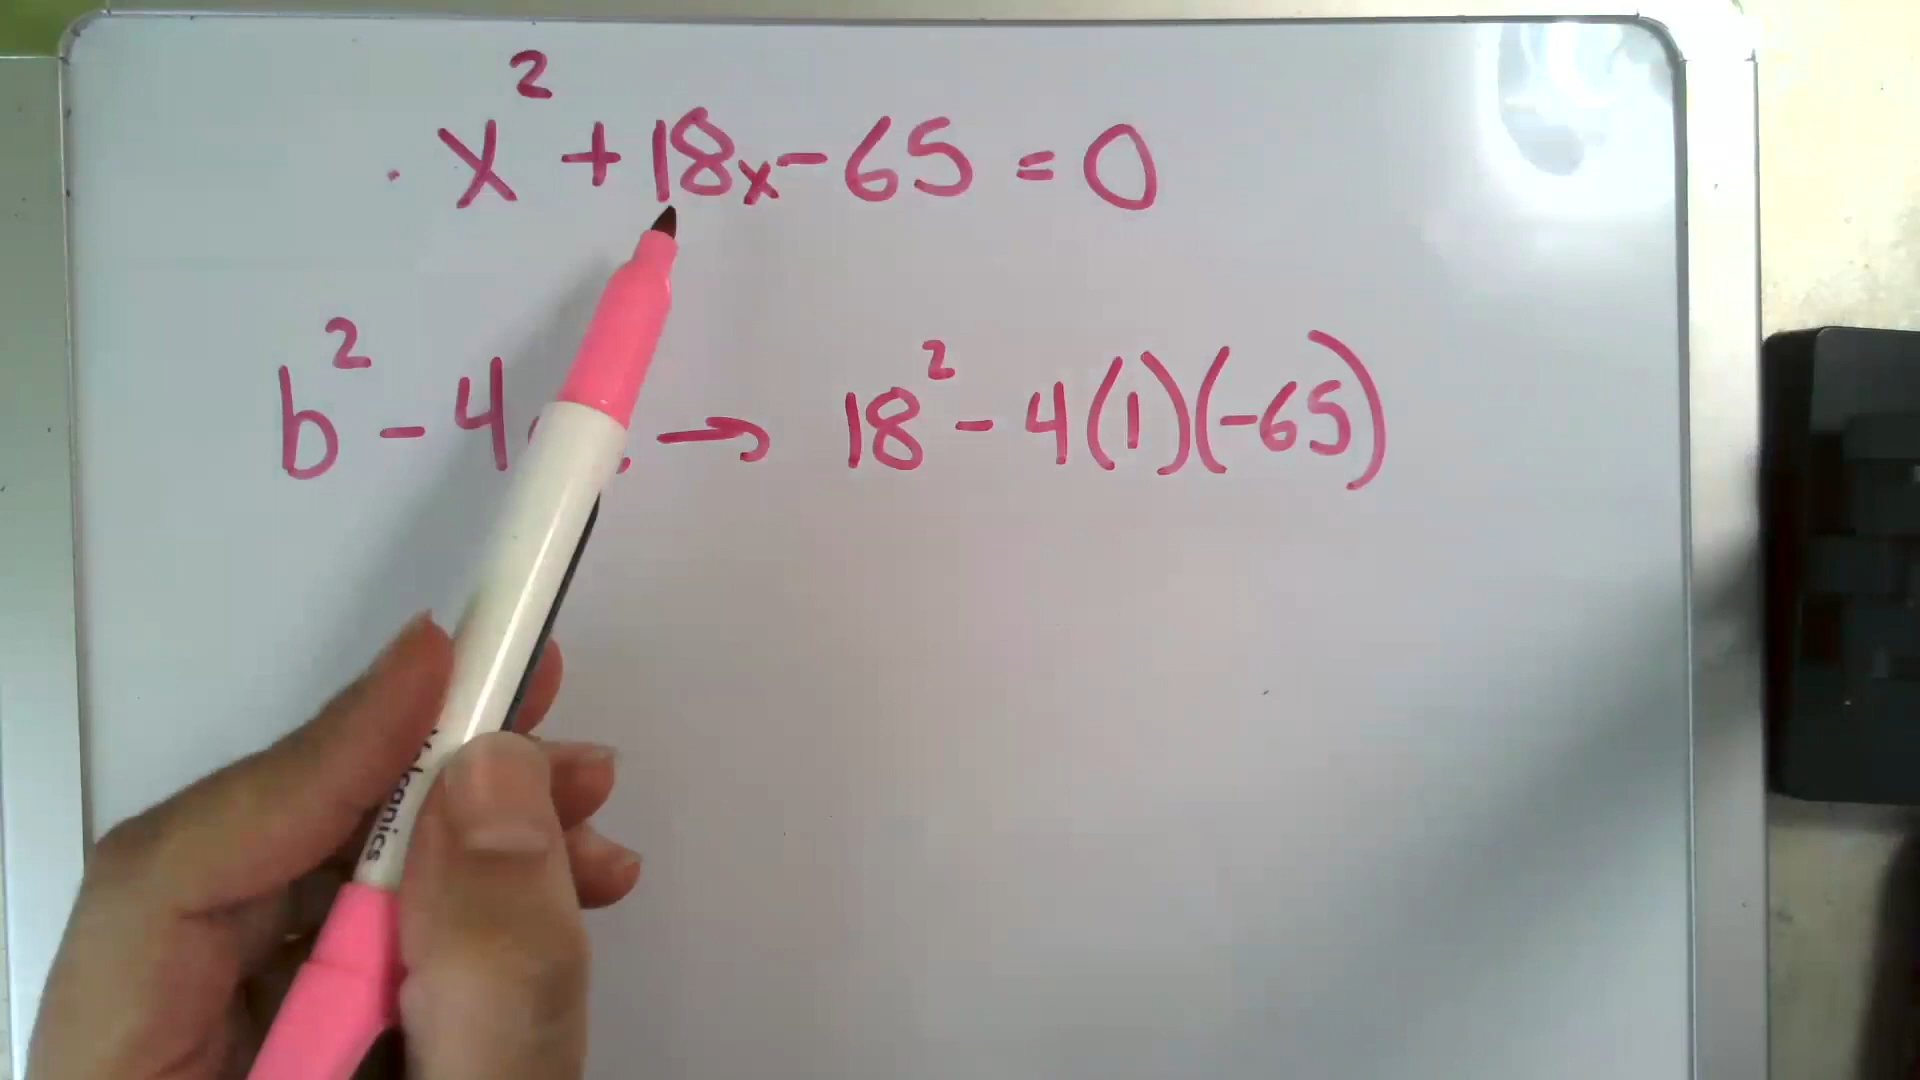 x² + 18x - 65 = 0
b² - 4 → 18² - 4(1)(-65)